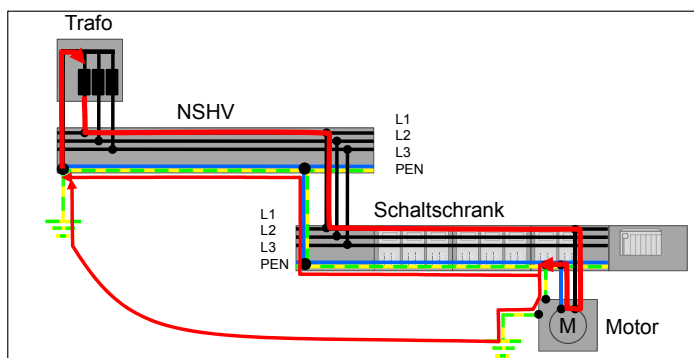 Trafo
NSHV
L1
L2
L3
PEN
L1
L2
L3
PEN
Schaltschrank
M
Motor